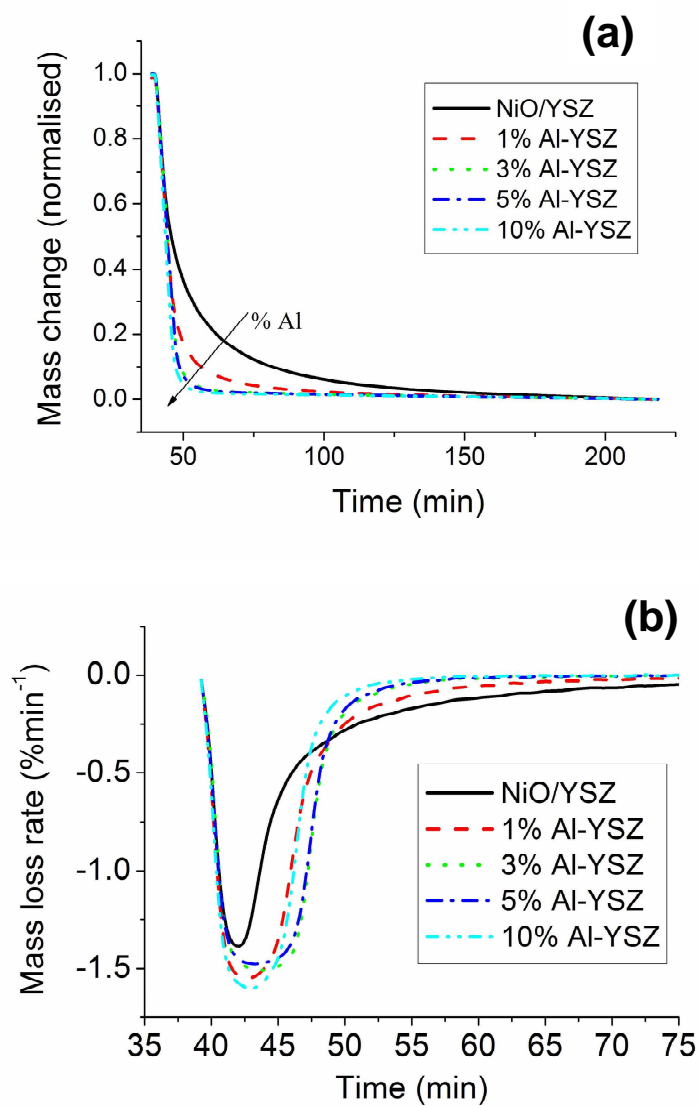 (a)
Mass change (normalised)
1.0
0.8
0.6
0.4
0.2
0.0
NiO/YSZ
1% Al-YSZ
3% Al-YSZ
5% Al-YSZ
10% Al-YSZ
% Al
50
100
150
200
Time (min)
(b)
Mass loss rate (%min⁻¹)
0.0
-0.5
-1.0
-1.5
NiO/YSZ
1% Al-YSZ
3% Al-YSZ
5% Al-YSZ
10% Al-YSZ
35
40
45
50
55
60
65
70
75
Time (min)